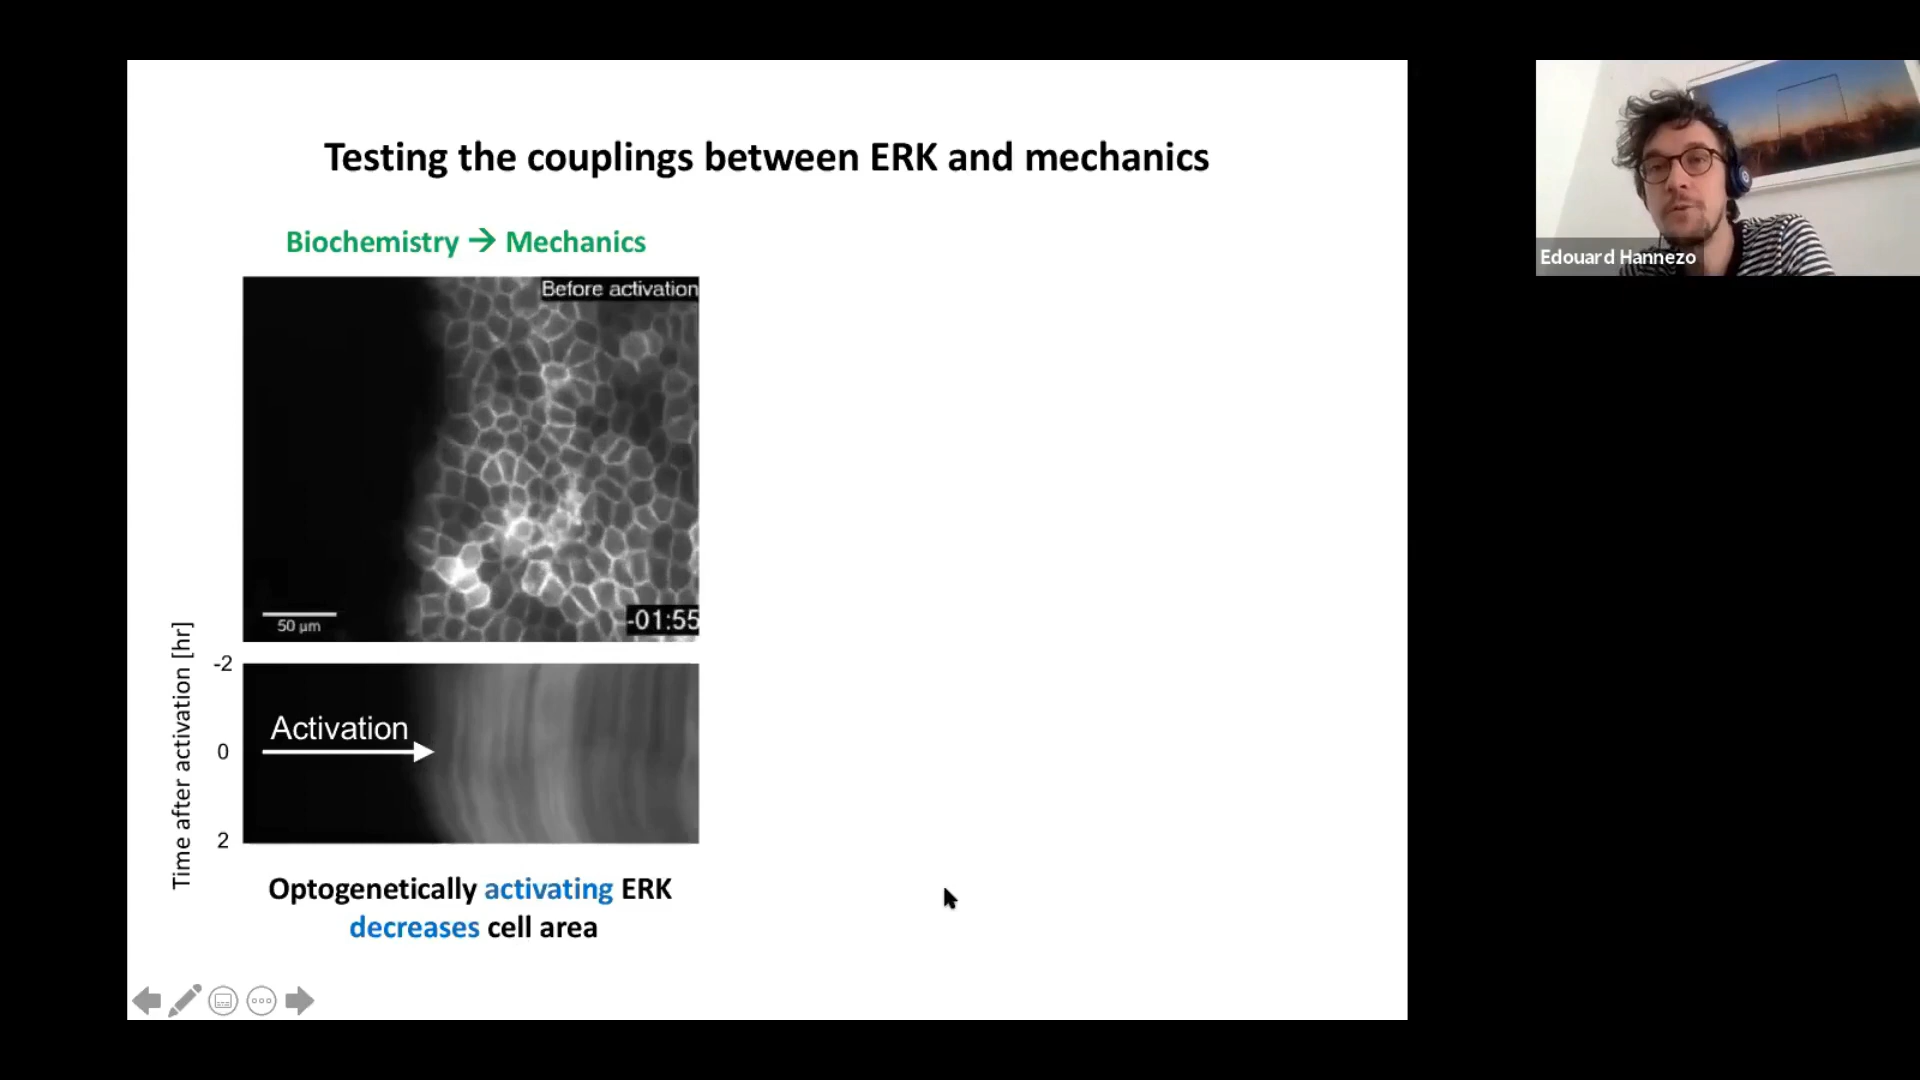 Testing the couplings between ERK and mechanics
Biochemistry → Mechanics
Before activation
50 µm
-01:55
Time after activation [hr]
-2
0
2
Activation
Optogenetically activating ERK
decreases cell area
Edouard Hannezo